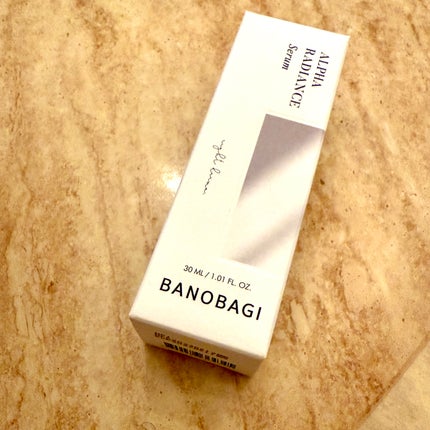 ALPHA
RADIANCE
Serum
30 ML / 1.01 FL. OZ.
BANOBAGI